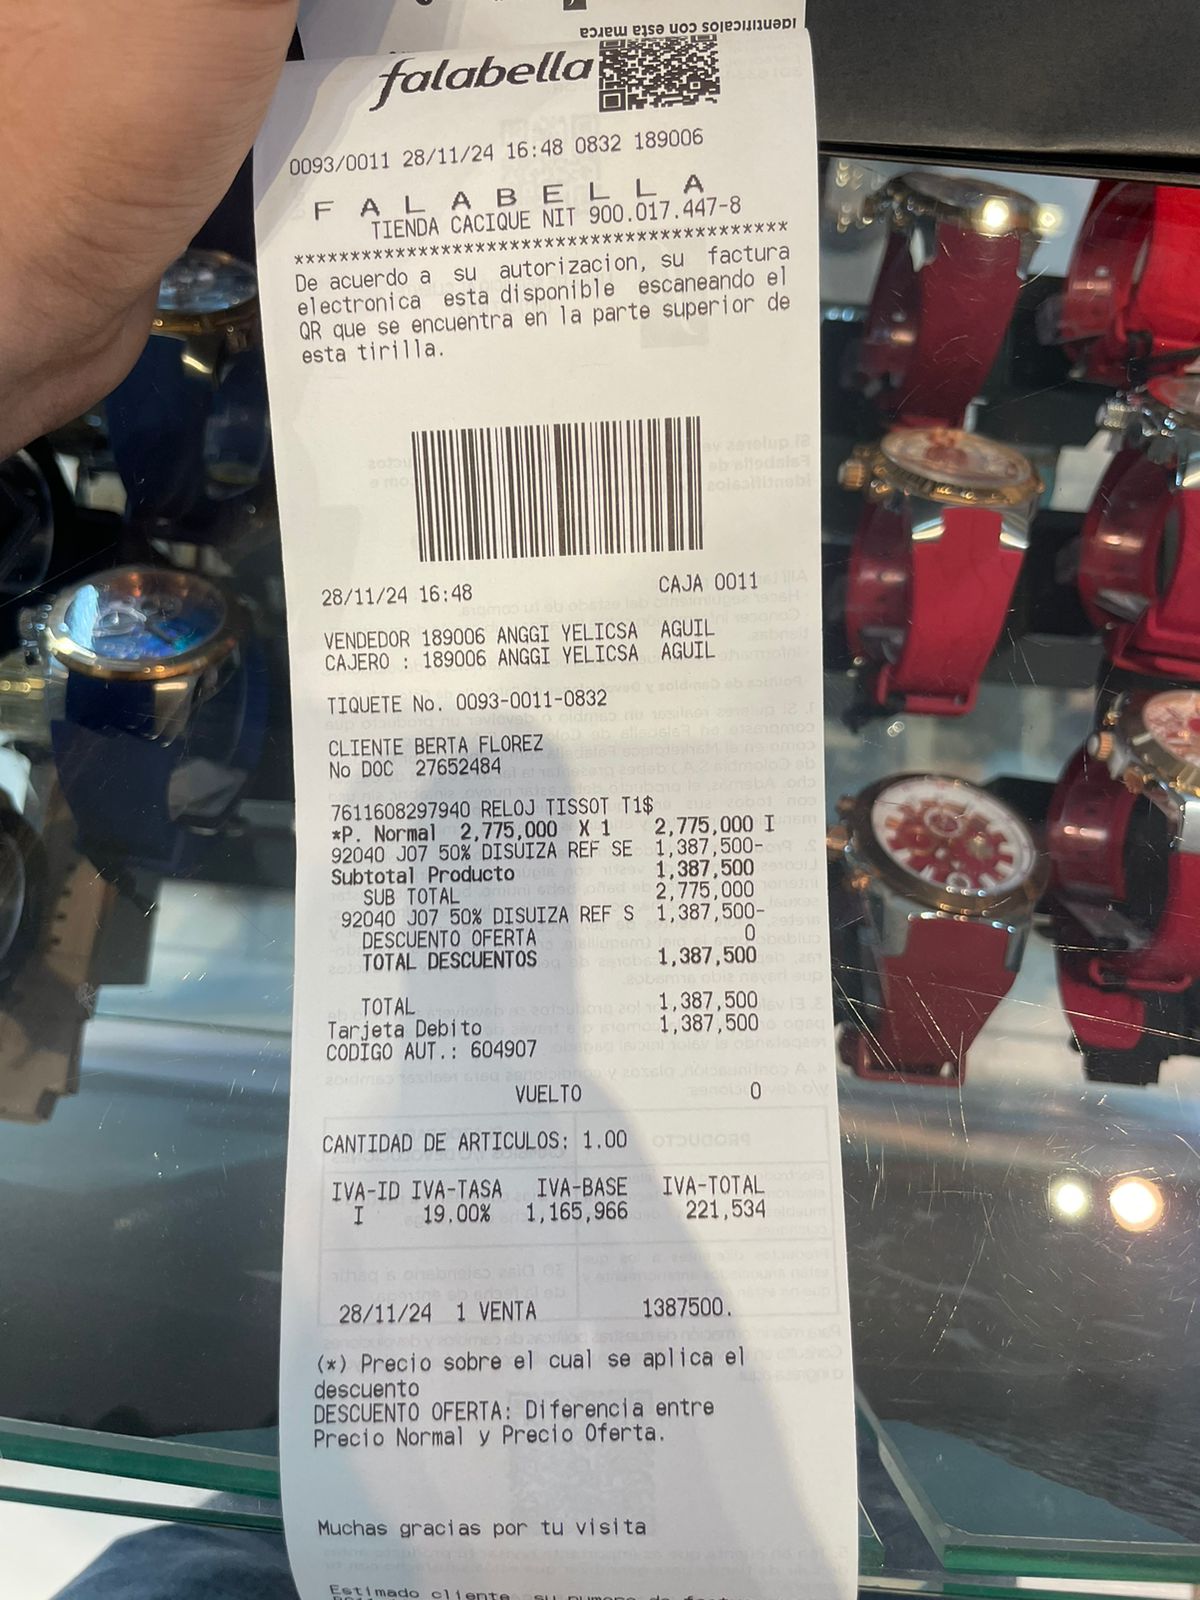 identifícalos con esta marca
falabella
0093/0011 28/11/24 16:48 0832 189006
F A L A B E L L A
TIENDA CACIQUE NIT 900.017.447-8
******************************************
De acuerdo a su autorizacion, su factura
electronica esta disponible escaneando el
QR que se encuentra en la parte superior de
esta tirilla.
28/11/24 16:48 CAJA 0011
VENDEDOR 189006 ANGGI YELICSA AGUIL
CAJERO : 189006 ANGGI YELICSA AGUIL
TIQUETE No. 0093-0011-0832
CLIENTE BERTA FLOREZ
No DOC 27652484
7611608297940 RELOJ TISSOT T1$
*P. Normal 2,775,000 X 1 2,775,000 I
92040 J07 50% DISUIZA REF SE 1,387,500-
Subtotal Producto 1,387,500
SUB TOTAL 2,775,000
92040 J07 50% DISUIZA REF S 1,387,500-
DESCUENTO OFERTA 0
TOTAL DESCUENTOS 1,387,500
TOTAL 1,387,500
Tarjeta Debito 1,387,500
CODIGO AUT.: 604907
VUELTO 0
CANTIDAD DE ARTICULOS: 1.00
IVA-ID IVA-TASA IVA-BASE IVA-TOTAL
I 19.00% 1,165,966 221,534
28/11/24 1 VENTA 1387500.
(*) Precio sobre el cual se aplica el
descuento
DESCUENTO OFERTA: Diferencia entre
Precio Normal y Precio Oferta.
Muchas gracias por tu visita
Estimado cliente su numero de